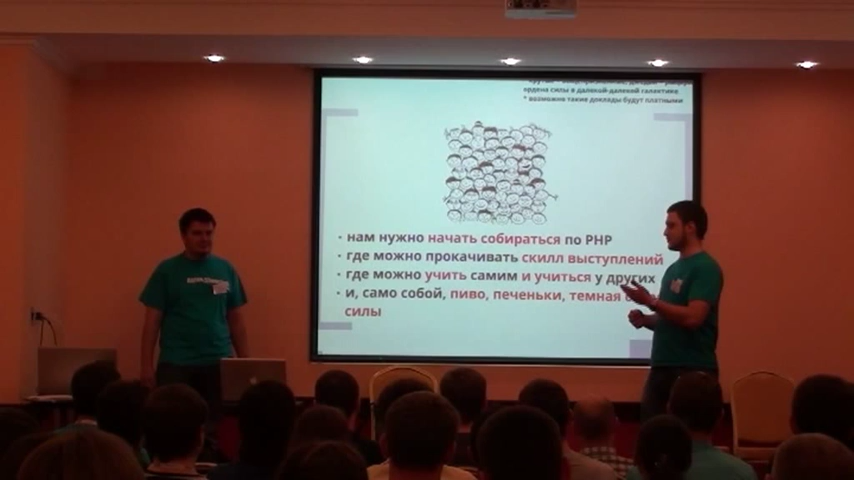 ордена силы в далекой-далекой галактике
* возможно такие доклады будут платными
• нам нужно начать собираться по PHP
• где можно прокачивать скилл выступлений
• где можно учить самим и учиться у других
• и, само собой, пиво, печеньки, темная
силы